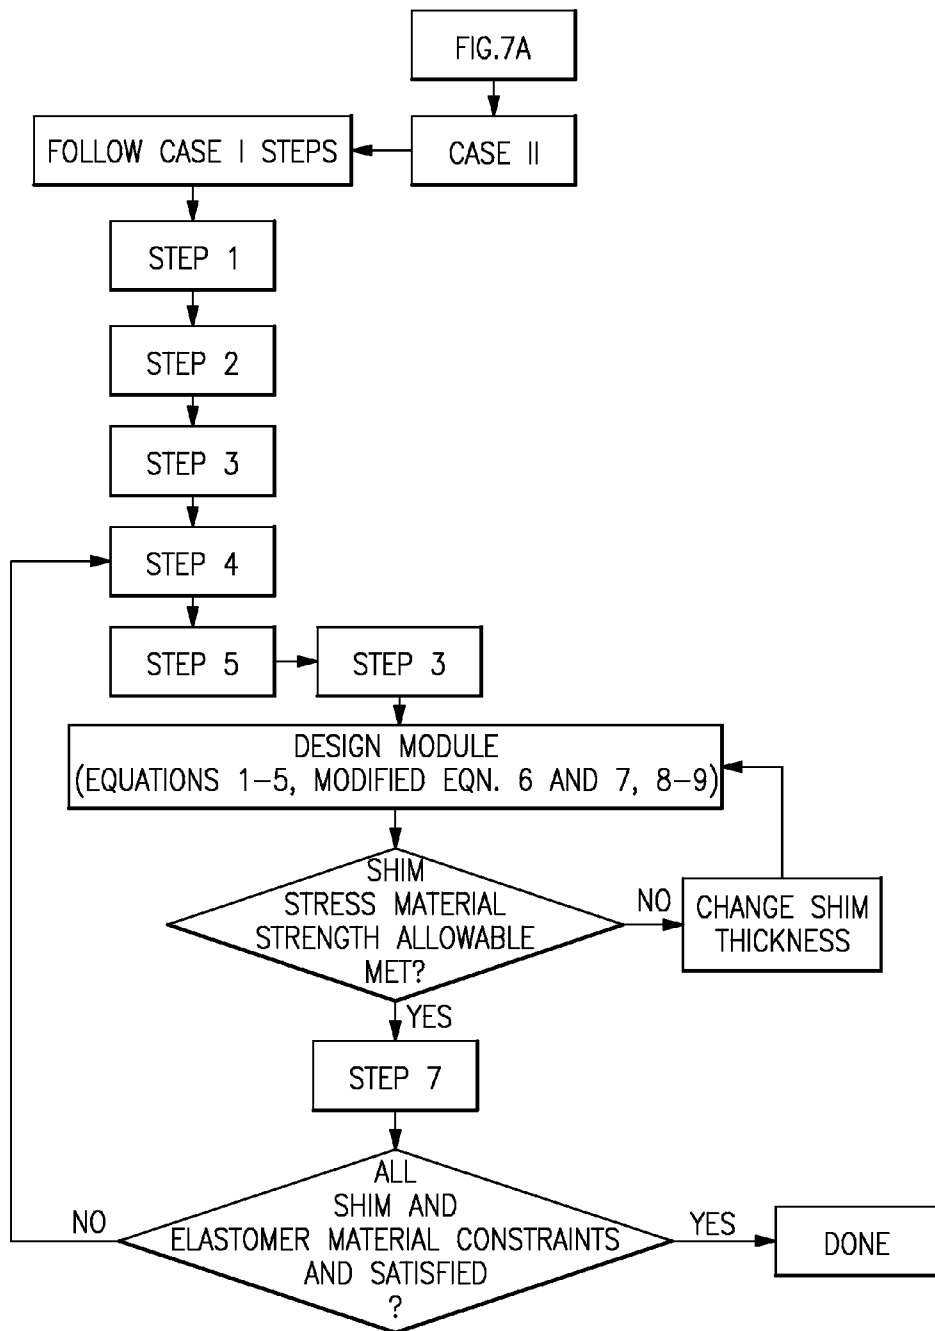 FIG.7A
CASE II
FOLLOW CASE I STEPS
STEP 1
STEP 2
STEP 3
STEP 4
STEP 5
STEP 3
DESIGN MODULE
(EQUATIONS 1-5, MODIFIED EQN. 6 AND 7, 8-9)
SHIM
STRESS MATERIAL
STRENGTH ALLOWABLE
MET?
NO
CHANGE SHIM
THICKNESS
YES
STEP 7
ALL
SHIM AND
ELASTOMER MATERIAL CONSTRAINTS
AND SATISFIED
?
NO
YES
DONE